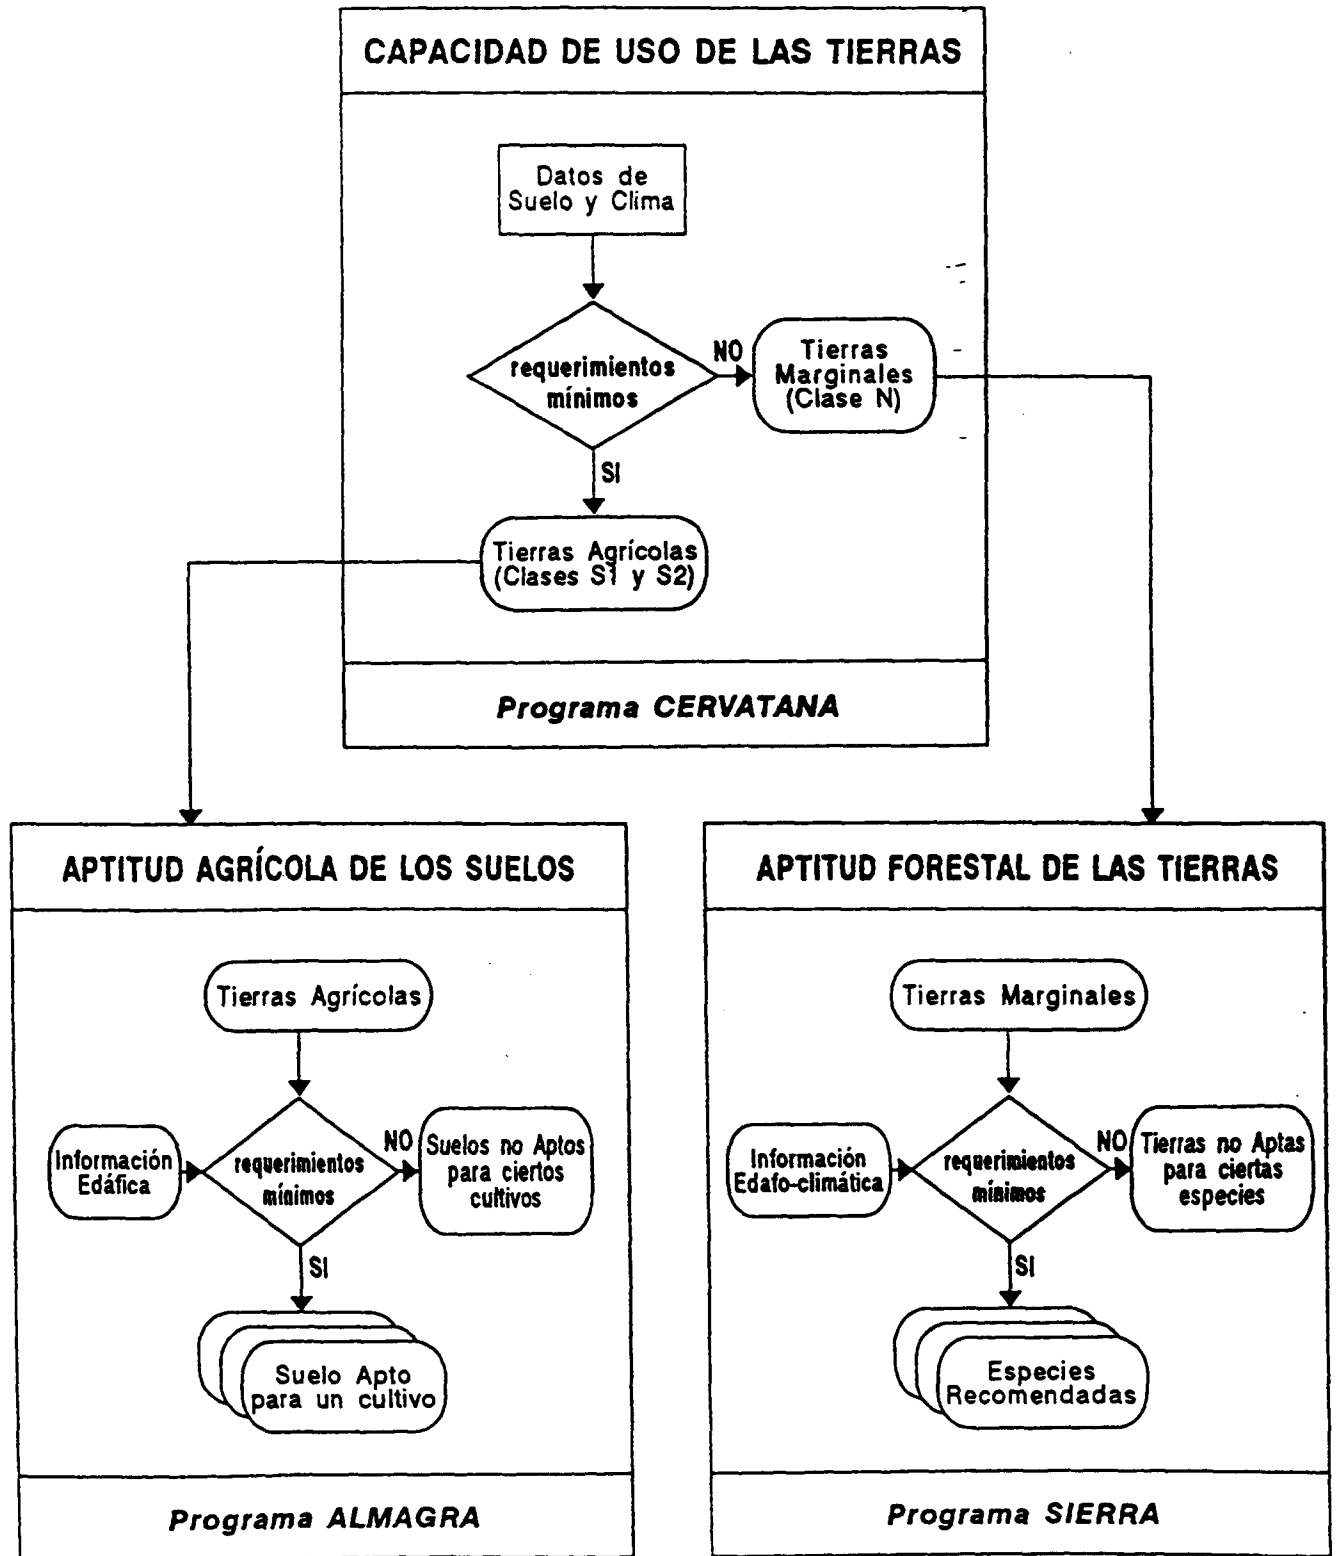 CAPACIDAD DE USO DE LAS TIERRAS
Datos de
Suelo y Clima
requerimientos
mínimos
NO
Tierras
Marginales
(Clase N)
SI
Tierras Agrícolas
(Clases S1 y S2)
Programa CERVATANA
APTITUD AGRÍCOLA DE LOS SUELOS
Tierras Agrícolas
Información
Edáfica
requerimientos
mínimos
NO
Suelos no Aptos
para ciertos
cultivos
SI
Suelo Apto
para un cultivo
Programa ALMAGRA
APTITUD FORESTAL DE LAS TIERRAS
Tierras Marginales
Información
Edafo-climática
requerimientos
mínimos
NO
Tierras no Aptas
para ciertas
especies
SI
Especies
Recomendadas
Programa SIERRA